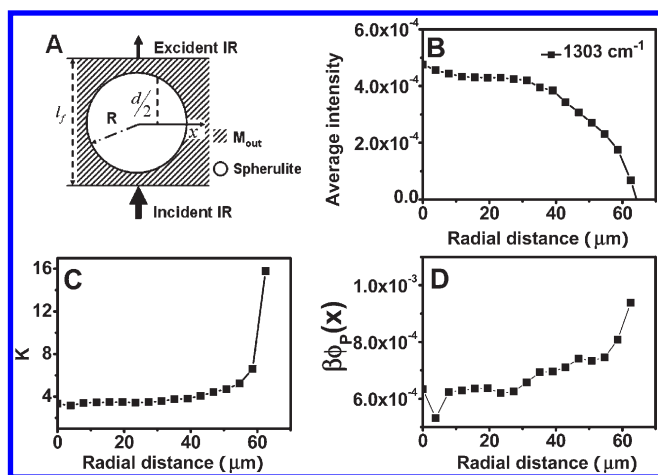 A
Excident IR
l_f
R
d/2
x
M_out
Spherulite
Incident IR
B
1303 cm⁻¹
Average intensity
6.0x10⁻⁴
4.0x10⁻⁴
2.0x10⁻⁴
0.0
0 20 40 60
Radial distance (μm)
C
K
16
12
8
4
0 10 20 30 40 50 60
Radial distance (μm)
D
βϕ_P(x)
1.0x10⁻³
8.0x10⁻⁴
6.0x10⁻⁴
0 20 40 60
Radial distance (μm)